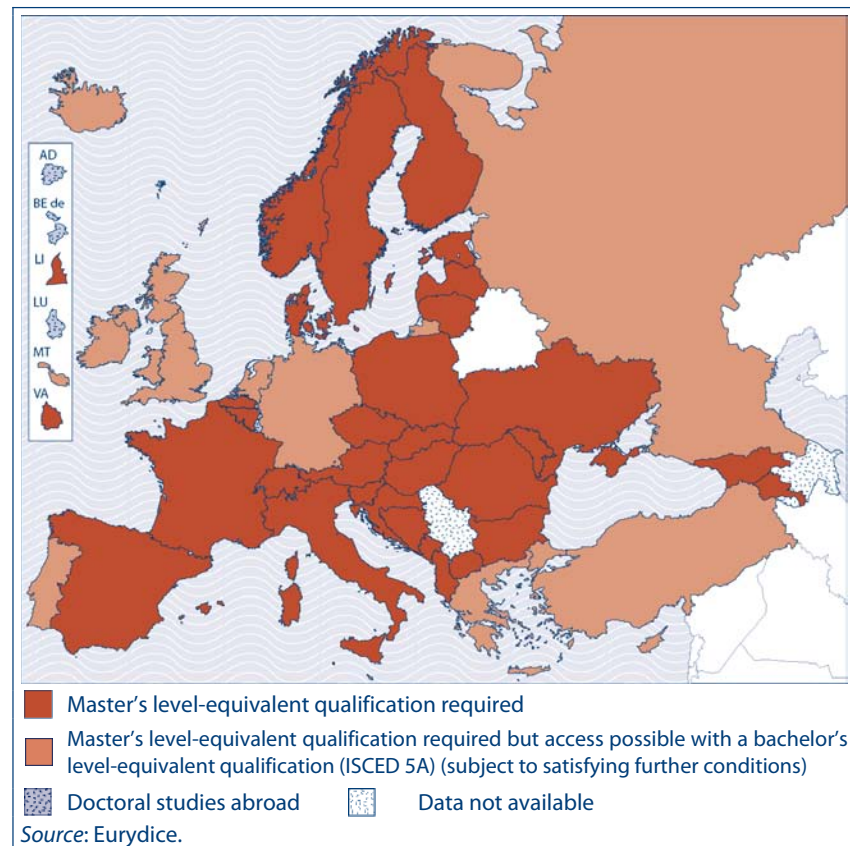 AD
BE de
LI
LU
MT
VA
Master’s level-equivalent qualification required
Master’s level-equivalent qualification required but access possible with a bachelor’s
level-equivalent qualification (ISCED 5A) (subject to satisfying further conditions)
Doctoral studies abroad Data not available
Source: Eurydice.